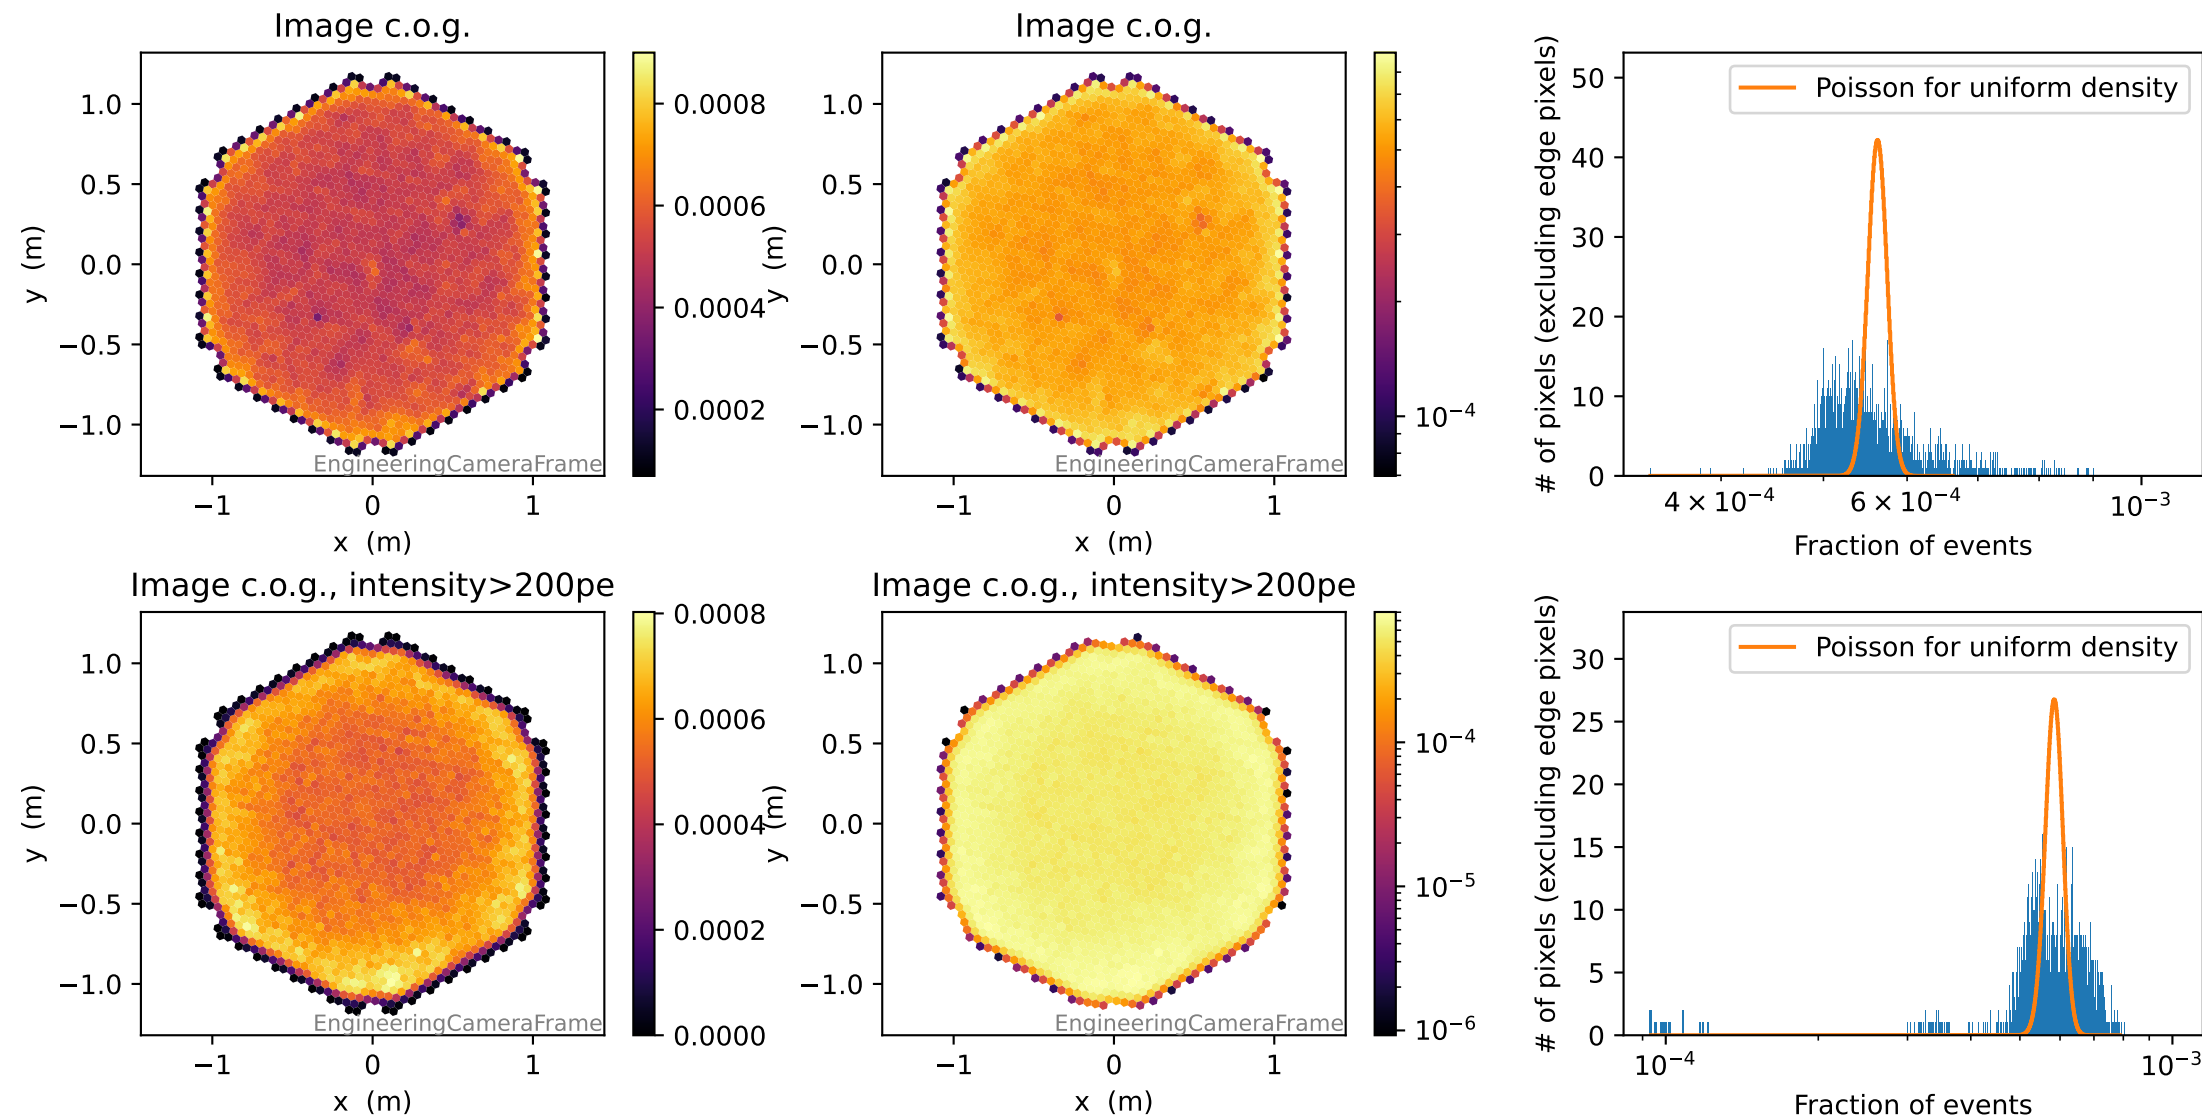 Image c.o.g.
1.0
0.5
0.0
−0.5
−1.0
y (m)
−1
0
1
x (m)
EngineeringCameraFrame
0.0008
0.0006
0.0004
0.0002
Image c.o.g.
1.0
0.5
0.0
−0.5
−1.0
y (m)
−1
0
1
x (m)
EngineeringCameraFrame
10⁻⁴
# of pixels (excluding edge pixels)
50
40
30
20
10
0
Poisson for uniform density
4 × 10⁻⁴
6 × 10⁻⁴
10⁻³
Fraction of events
Image c.o.g., intensity>200pe
1.0
0.5
0.0
−0.5
−1.0
y (m)
−1
0
1
x (m)
EngineeringCameraFrame
0.0008
0.0006
0.0004
0.0002
0.0000
Image c.o.g., intensity>200pe
1.0
0.5
0.0
−0.5
−1.0
y (m)
−1
0
1
x (m)
EngineeringCameraFrame
10⁻⁴
10⁻⁵
10⁻⁶
# of pixels (excluding edge pixels)
30
25
20
15
10
5
0
Poisson for uniform density
10⁻⁴
10⁻³
Fraction of events